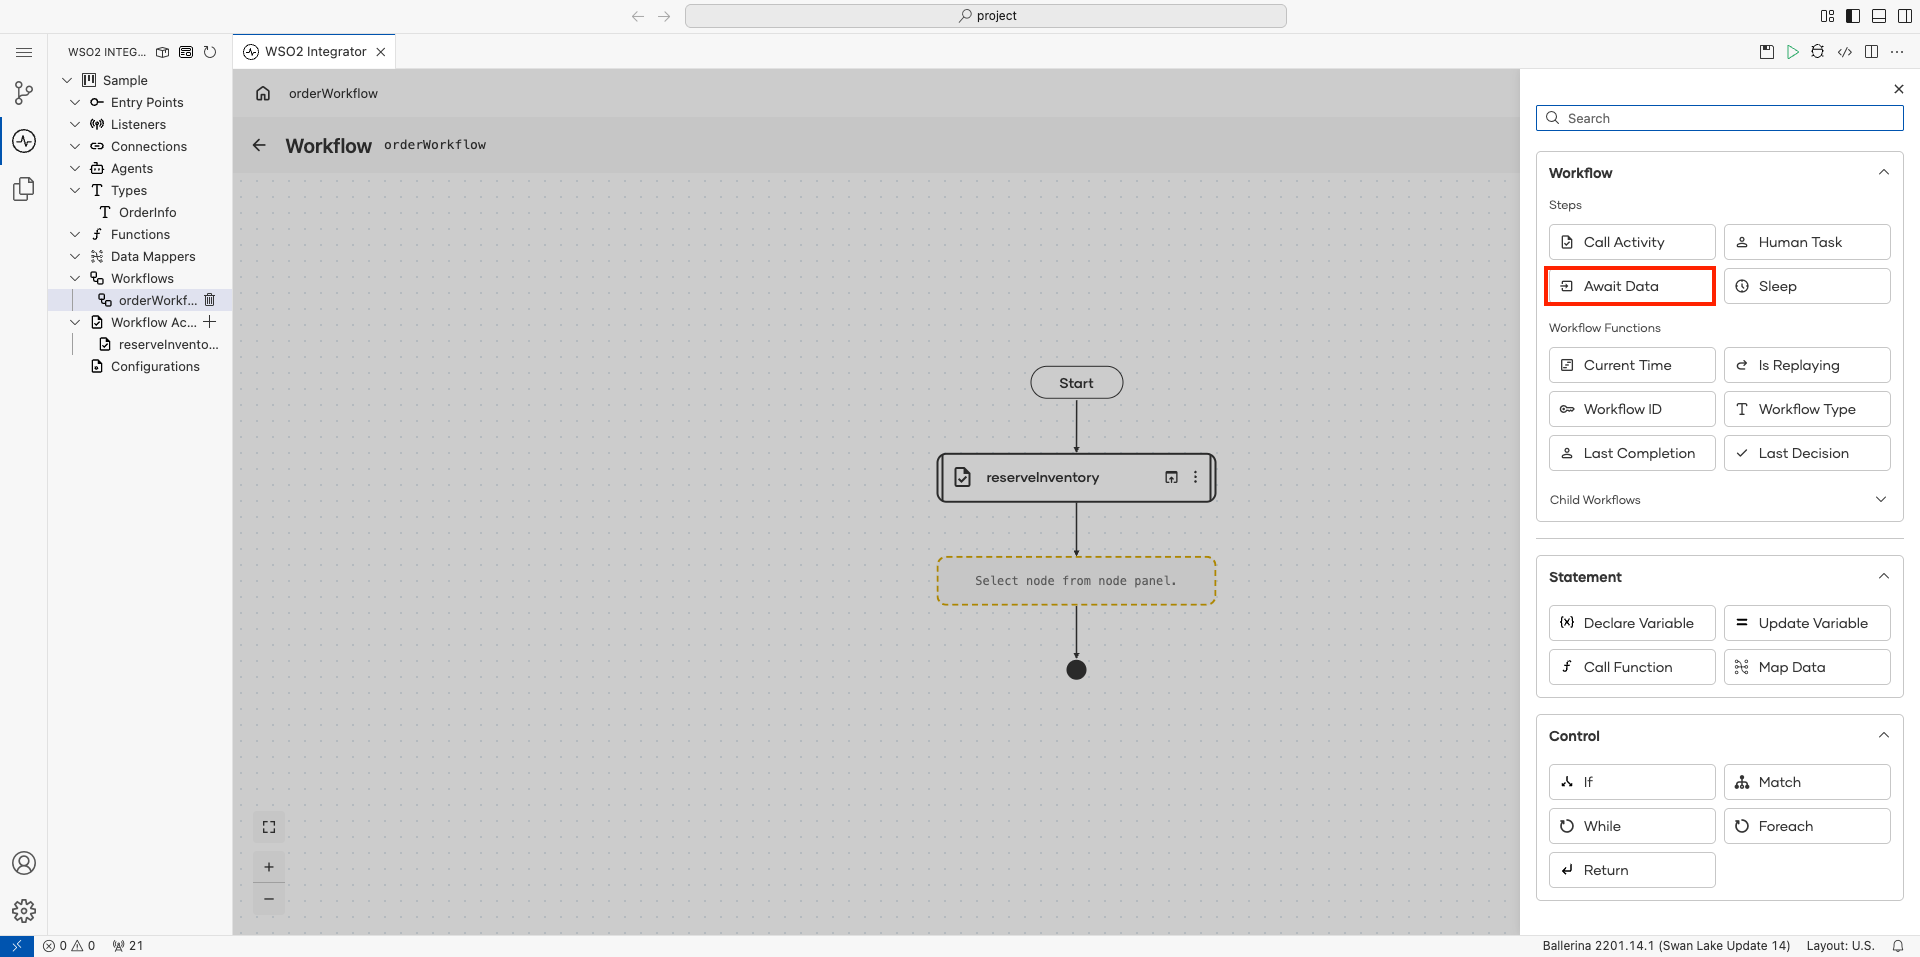 project
WSO2 INTEG...
WSO2 Integrator
Sample
Entry Points
Listeners
Connections
Agents
Types
OrderInfo
Functions
Data Mappers
Workflows
orderWorkf...
Workflow Ac...
reserveInvento...
Configurations
orderWorkflow
Workflow orderWorkflow
Start
reserveInventory
Select node from node panel.
Search
Workflow
Steps
Call Activity
Human Task
Await Data
Sleep
Workflow Functions
Current Time
Is Replaying
Workflow ID
Workflow Type
Last Completion
Last Decision
Child Workflows
Statement
Declare Variable
Update Variable
Call Function
Map Data
Control
If
Match
While
Foreach
Return
0 0 21
Ballerina 2201.14.1 (Swan Lake Update 14) Layout: U.S.